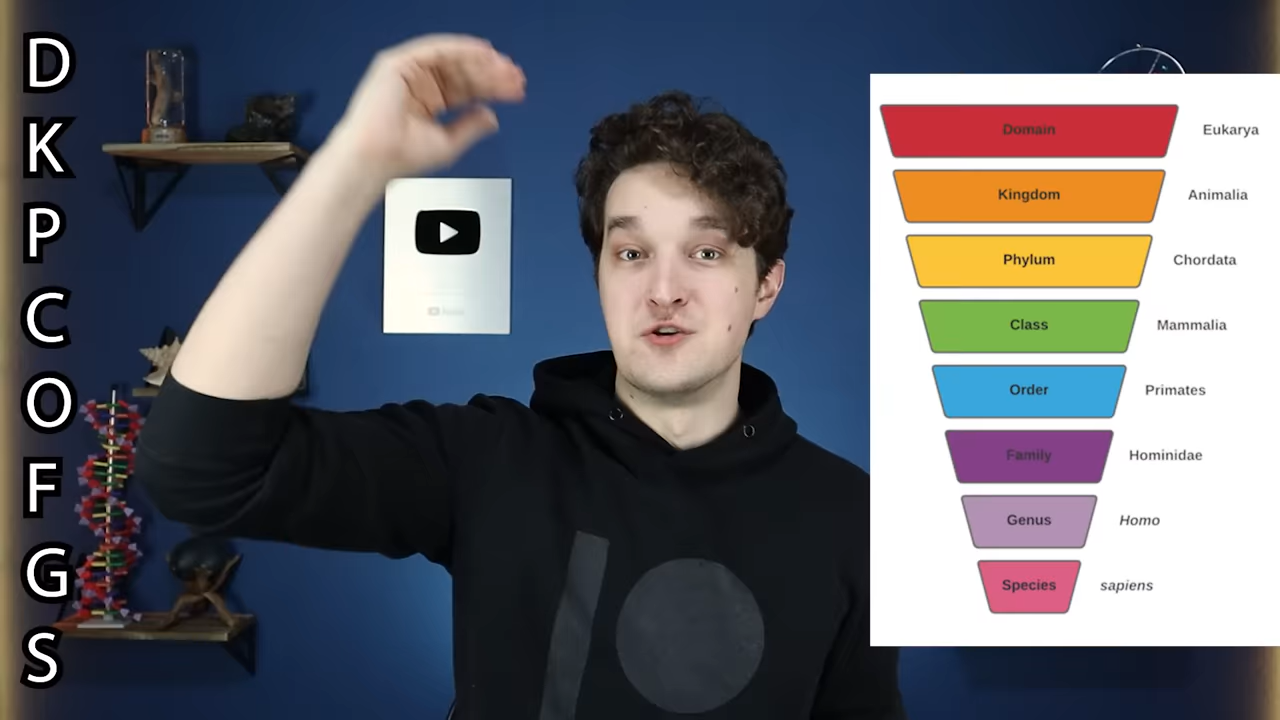 D
K
P
C
O
F
G
S
Domain Eukarya
Kingdom Animalia
Phylum Chordata
Class Mammalia
Order Primates
Family Hominidae
Genus Homo
Species sapiens